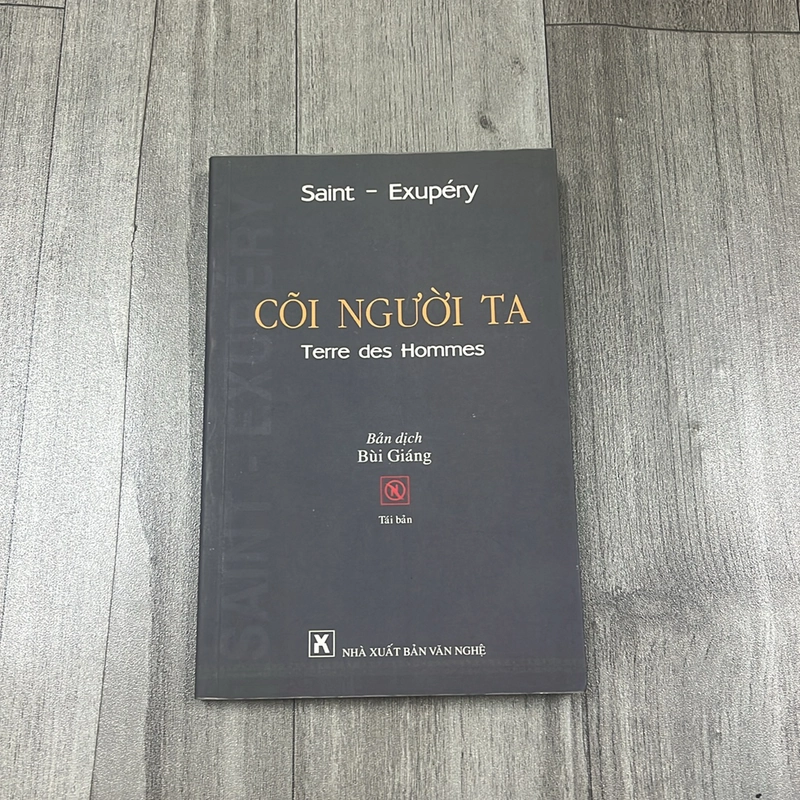 Saint - Exupéry
CÕI NGƯỜI TA
Terre des Hommes
Bản dịch
Bùi Giáng
Tái bản
NHÀ XUẤT BẢN VĂN NGHỆ
SAINT - EXUPÉRY